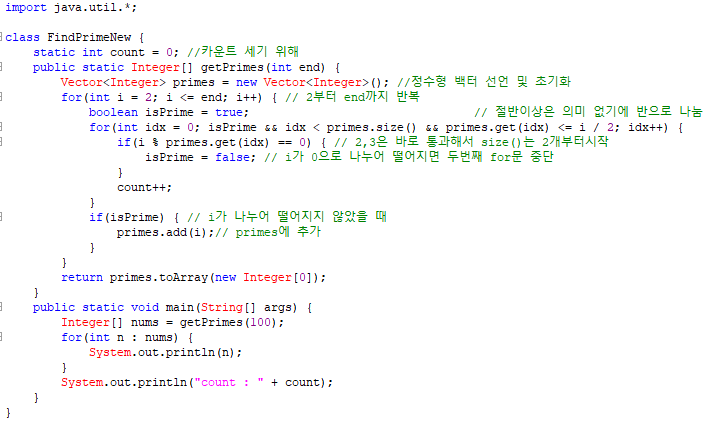 import java.util.*;
class FindPrimeNew {
static int count = 0; //카운트 세기 위해
public static Integer[] getPrimes(int end) {
Vector<Integer> primes = new Vector<Integer>(); //정수형 백터 선언 및 초기화
for(int i = 2; i <= end; i++) { // 2부터 end까지 반복
boolean isPrime = true; // 절반이상은 의미 없기에 반으로 나눔
for(int idx = 0; isPrime && idx < primes.size() && primes.get(idx) <= i / 2; idx++) {
if(i % primes.get(idx) == 0) { // 2,3은 바로 통과해서 size()는 2개부터시작
isPrime = false; // i가 0으로 나누어 떨어지면 두번째 for문 중단
}
count++;
}
if(isPrime) { // i가 나누어 떨어지지 않았을 때
primes.add(i);// primes에 추가
}
}
return primes.toArray(new Integer[0]);
}
public static void main(String[] args) {
Integer[] nums = getPrimes(100);
for(int n : nums) {
System.out.println(n);
}
System.out.println("count : " + count);
}
}